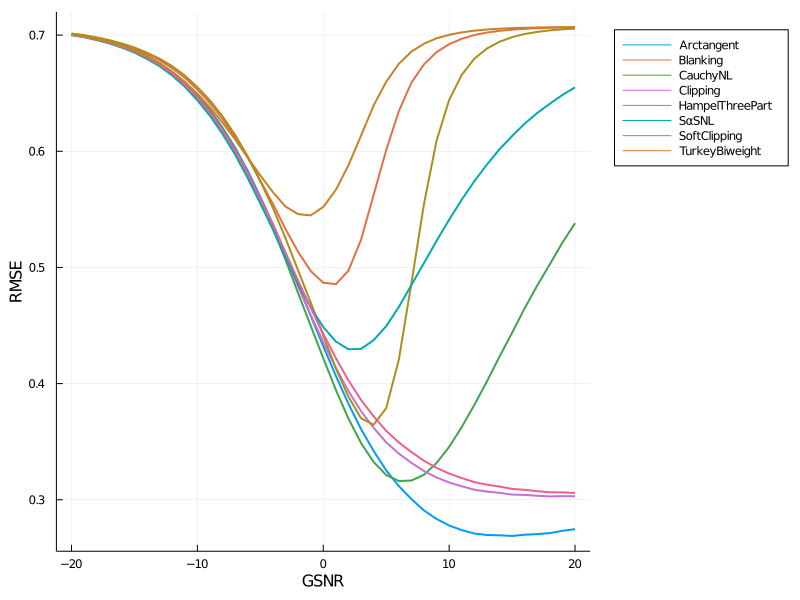 0.7
0.6
0.5
0.4
0.3
RMSE
−20
−10
0
10
20
GSNR
Arctangent
Blanking
CauchyNL
Clipping
HampelThreePart
SαSNL
SoftClipping
TurkeyBiweight